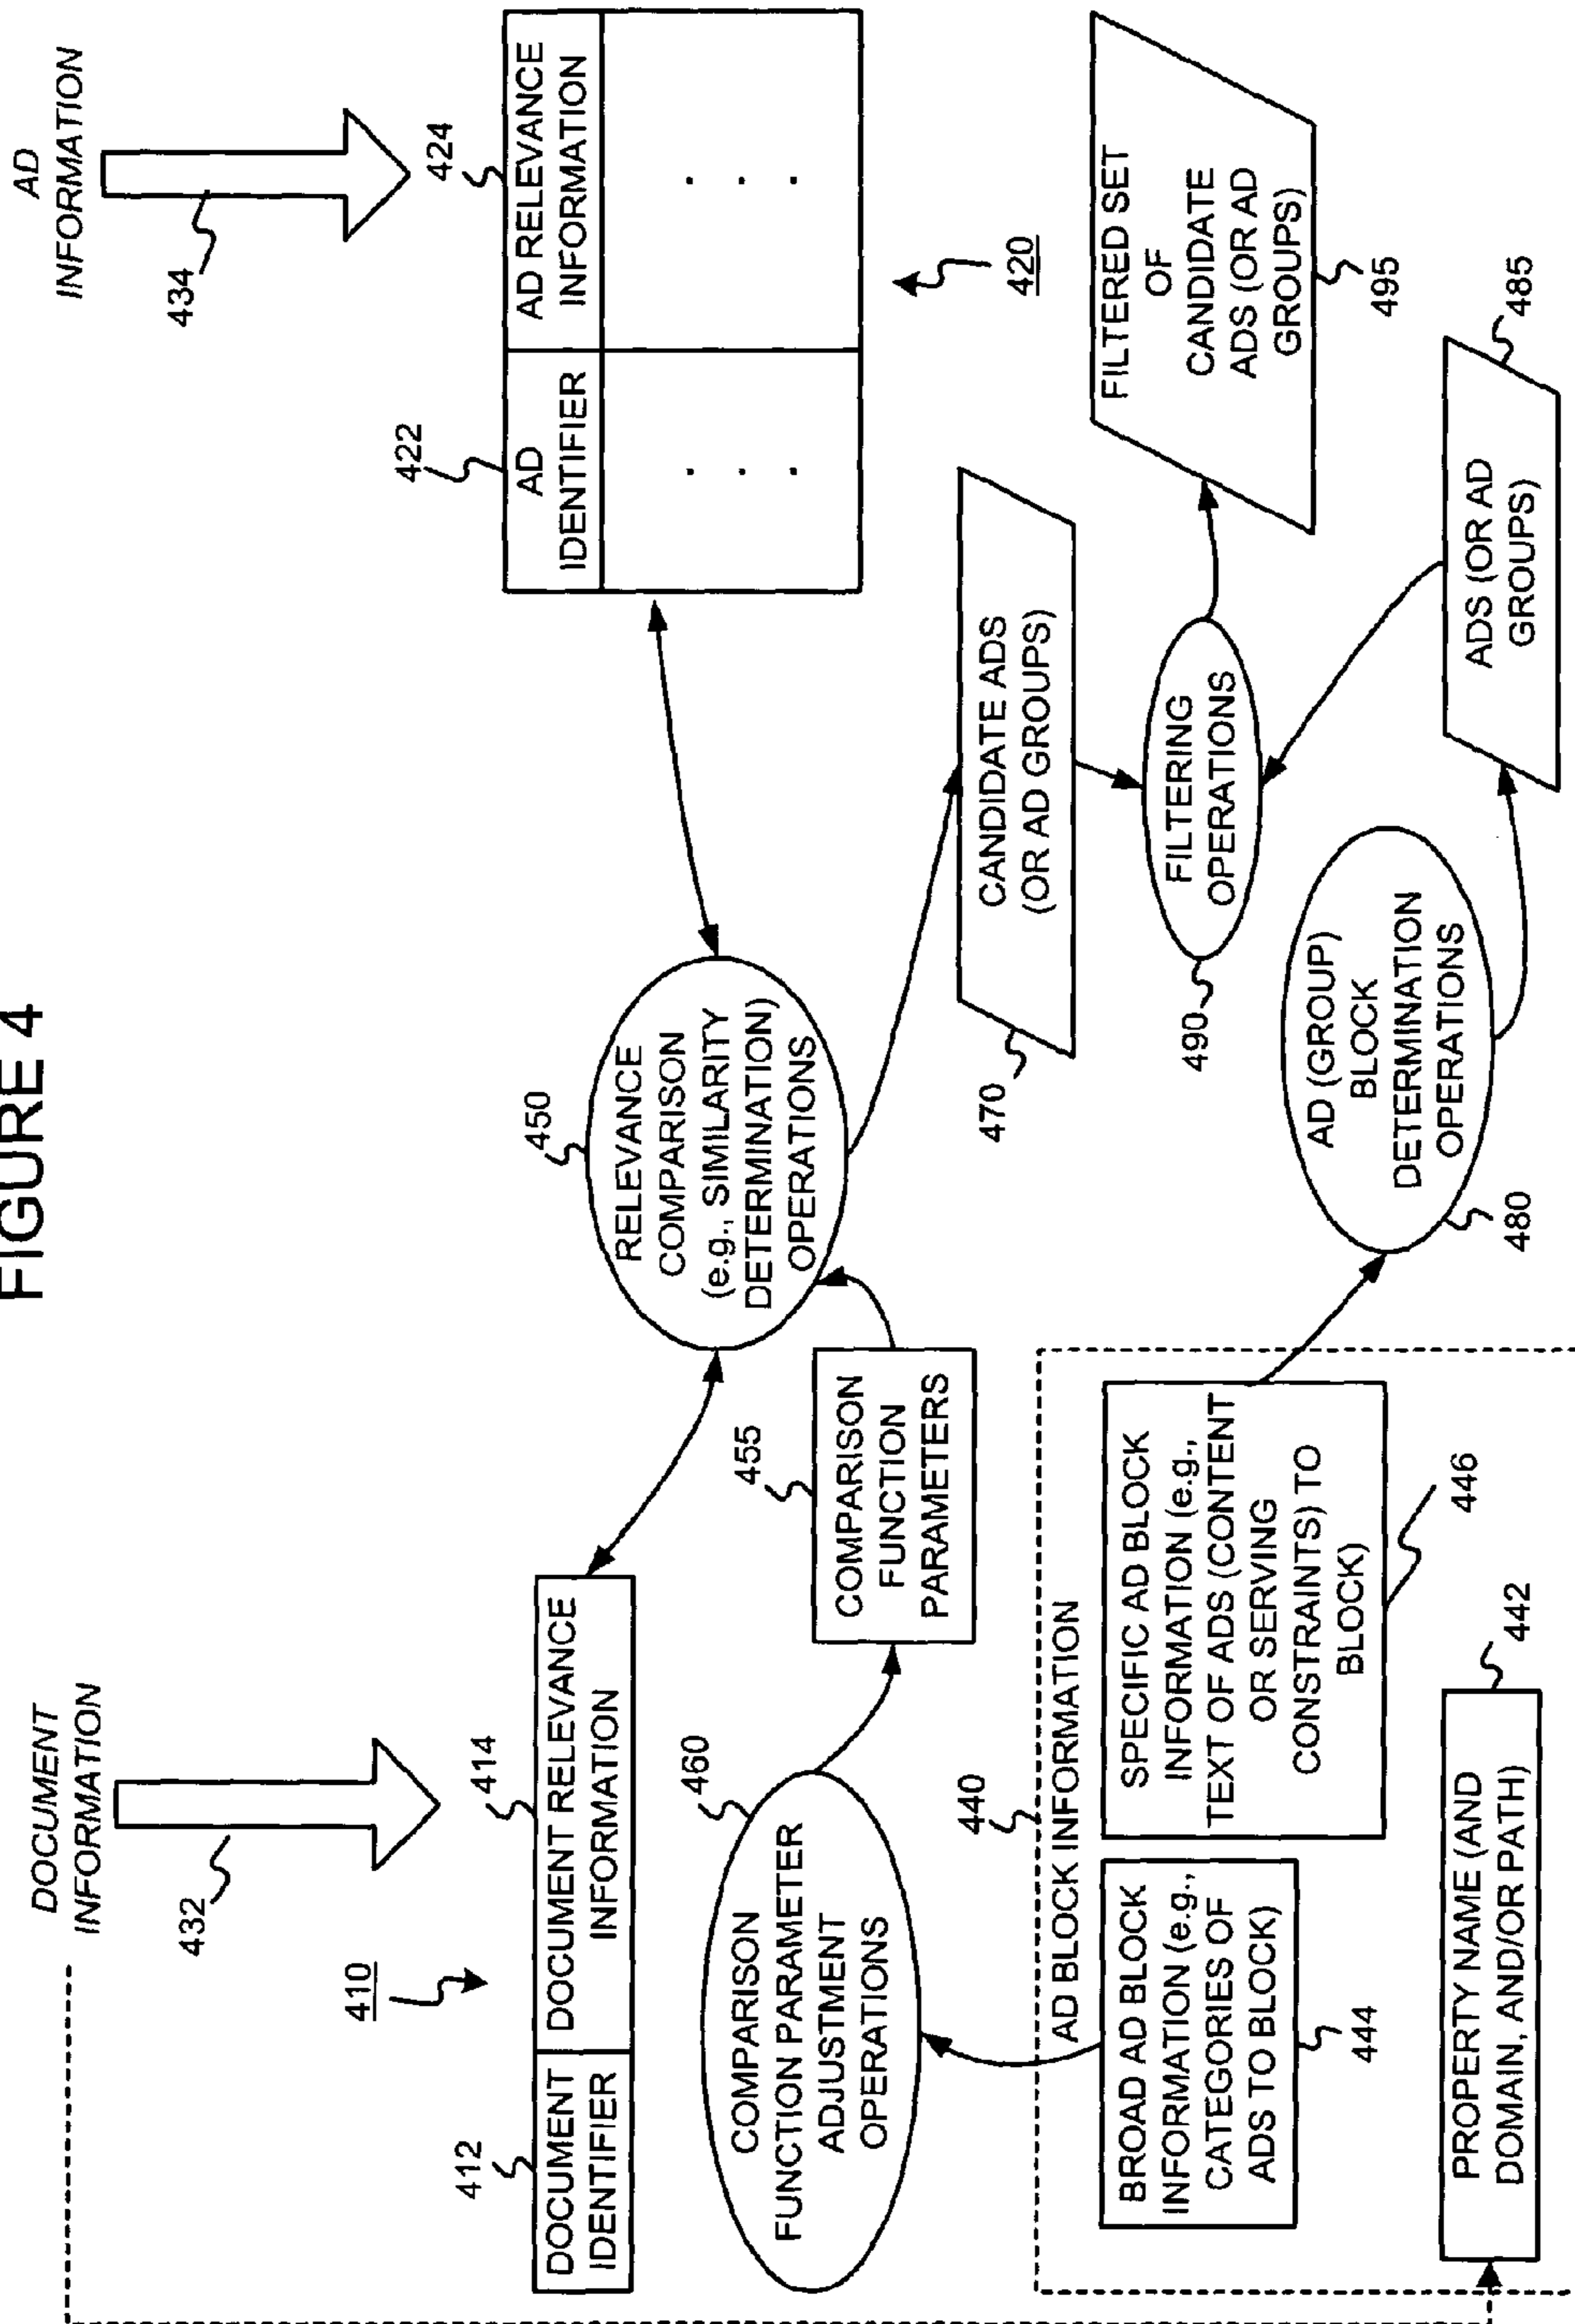 FIGURE 4
DOCUMENT
INFORMATION
432
AD
INFORMATION
434
410
412
414
DOCUMENT
IDENTIFIER
DOCUMENT RELEVANCE
INFORMATION
422
424
AD
IDENTIFIER
AD RELEVANCE
INFORMATION
. . .
. . .
420
450
RELEVANCE
COMPARISON
(e.g., SIMILARITY
DETERMINATION)
OPERATIONS
460
COMPARISON
FUNCTION PARAMETER
ADJUSTMENT
OPERATIONS
455
COMPARISON
FUNCTION
PARAMETERS
CANDIDATE ADS
(OR AD GROUPS)
470
FILTERING
OPERATIONS
490
FILTERED SET
OF
CANDIDATE
ADS (OR AD
GROUPS)
495
440
AD BLOCK INFORMATION
BROAD AD BLOCK
INFORMATION (e.g.,
CATEGORIES OF
ADS TO BLOCK)
444
SPECIFIC AD BLOCK
INFORMATION (e.g.,
TEXT OF ADS (CONTENT
OR SERVING
CONSTRAINTS) TO
BLOCK)
446
PROPERTY NAME (AND
DOMAIN, AND/OR PATH)
442
AD (GROUP)
BLOCK
DETERMINATION
OPERATIONS
480
ADS (OR AD
GROUPS)
485